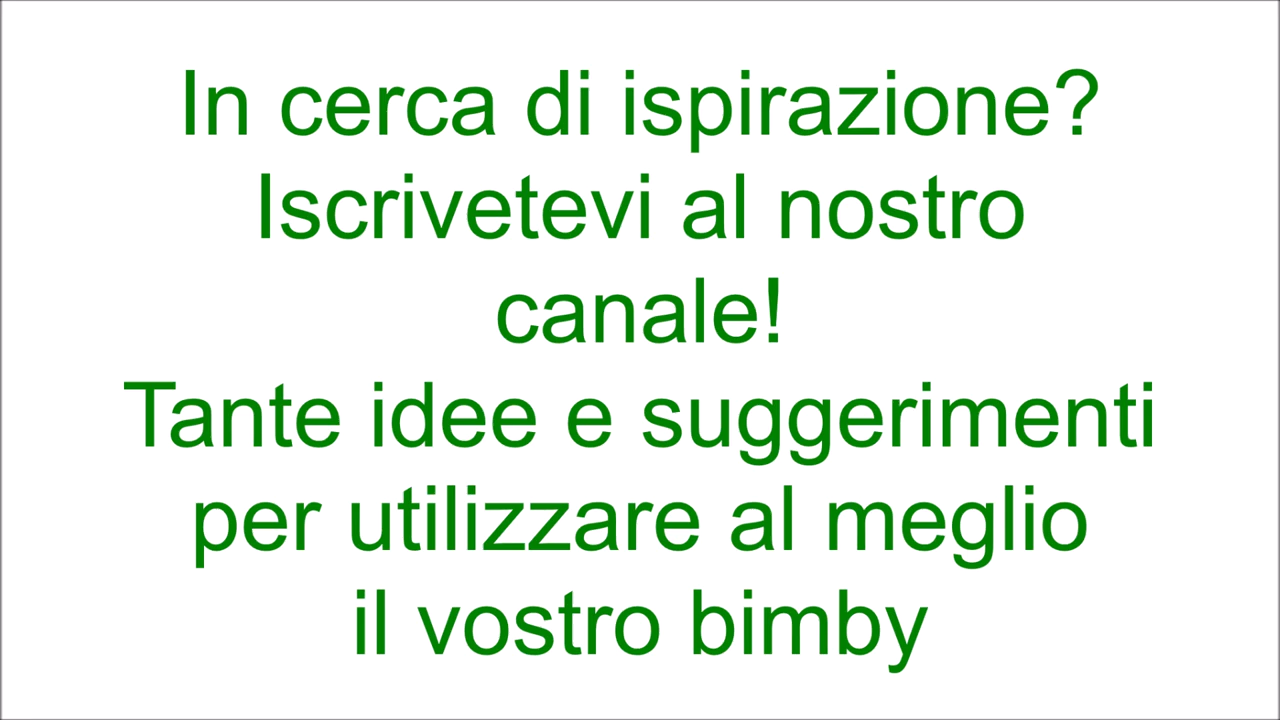 In cerca di ispirazione?
Iscrivetevi al nostro
canale!
Tante idee e suggerimenti
per utilizzare al meglio
il vostro bimby